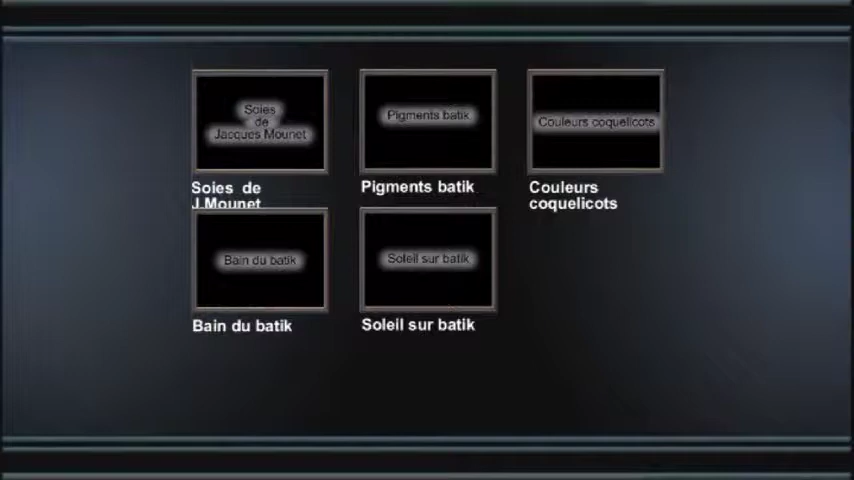 Soies
de
Jacques Mounet
Pigments batik
Couleurs coquelicots
Soies de
J.Mounet
Pigments batik
Couleurs
coquelicots
Bain du batik
Soleil sur batik
Bain du batik
Soleil sur batik